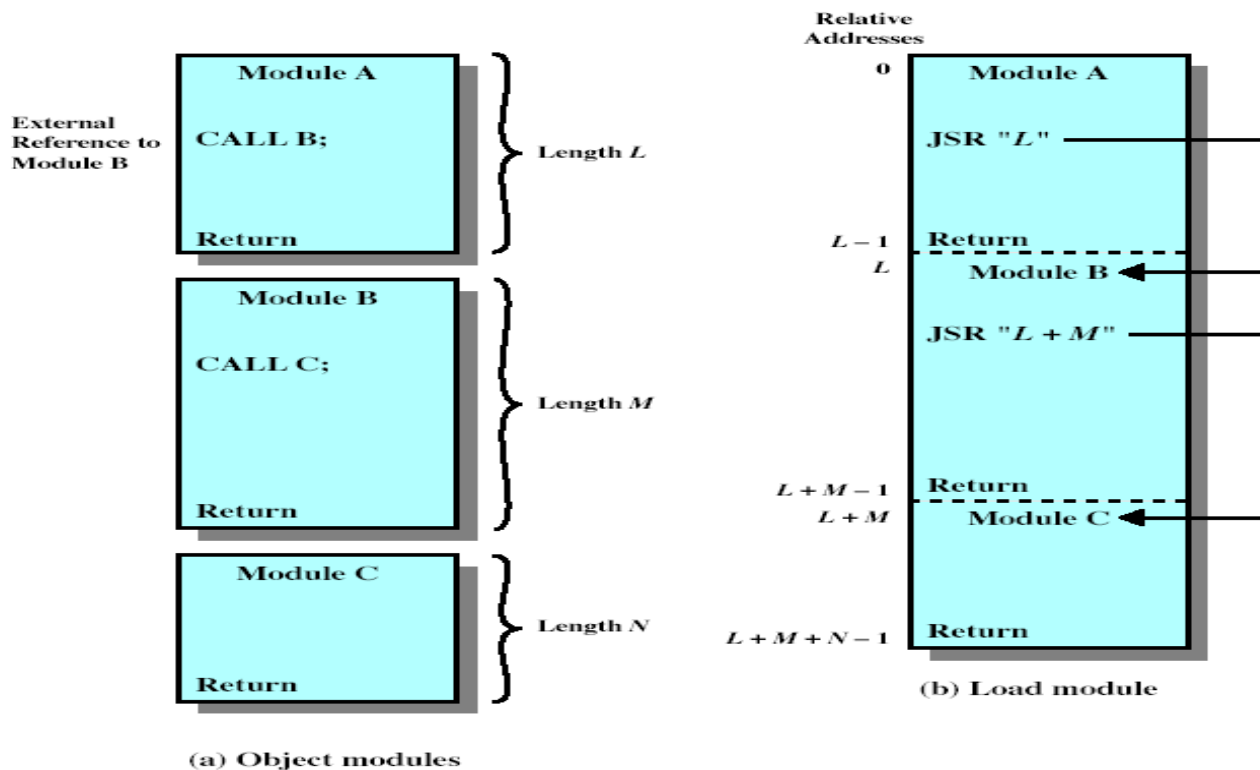 External
Reference to
Module B
Module A
CALL B;
Return
Length L
Module B
CALL C;
Return
Length M
Module C
Return
Length N
(a) Object modules
Relative
Addresses
0
Module A
JSR "L"
L – 1
Return
L
Module B
JSR "L + M"
L + M – 1
Return
L + M
Module C
L + M + N – 1
Return
(b) Load module